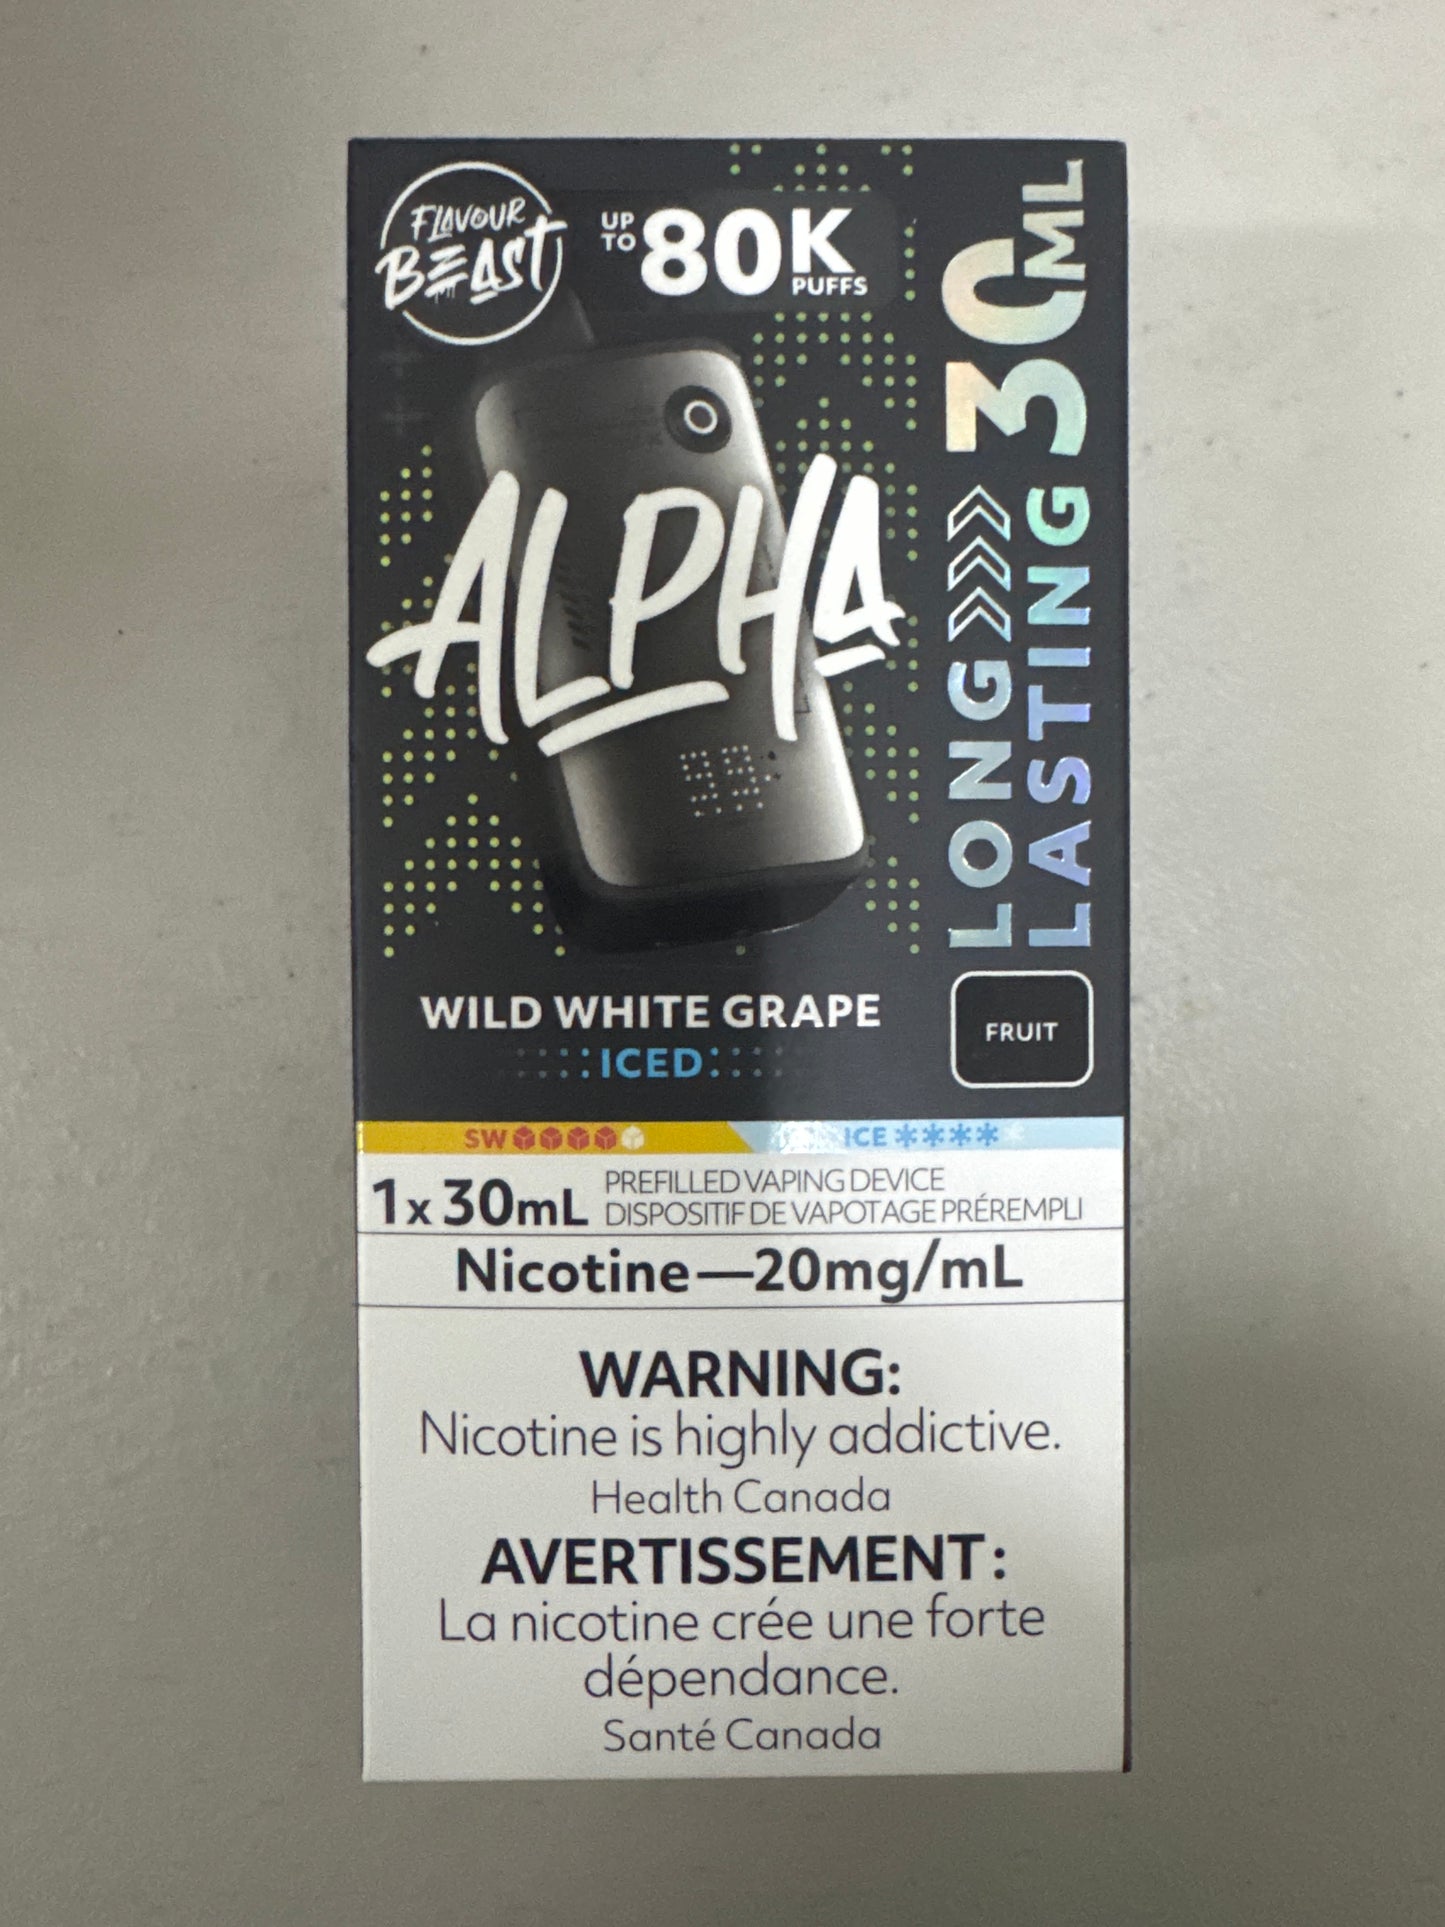 FLAVOUR
BEAST
UP TO 80K
PUFFS
LONG
LASTING 30ML
ALPHA
WILD WHITE GRAPE
ICED
FRUIT
SW
ICE
1x30mL PREFILLED VAPING DEVICE
DISPOSITIF DE VAPOTAGE PRÉREMPLI
Nicotine—20mg/mL
WARNING:
Nicotine is highly addictive.
Health Canada
AVERTISSEMENT :
La nicotine crée une forte
dépendance.
Santé Canada